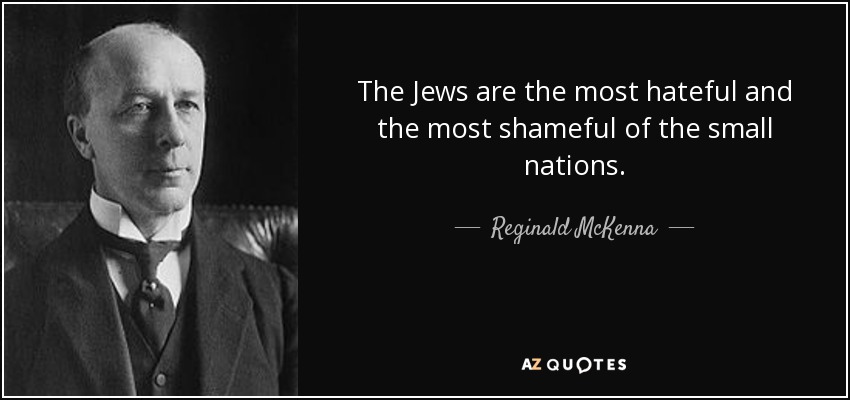 The Jews are the most hateful and
the most shameful of the small
nations.
Reginald McKenna
AZ QUOTES